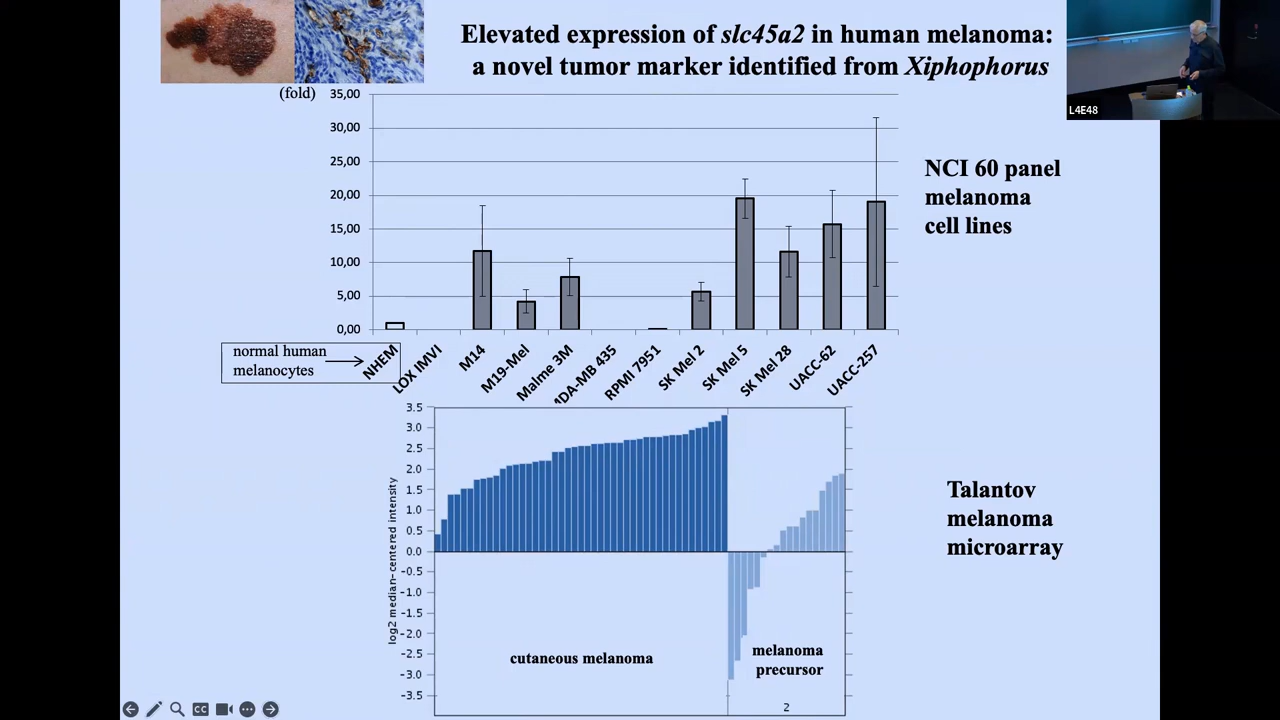 Elevated expression of slc45a2 in human melanoma:
a novel tumor marker identified from Xiphophorus
L4E48
(fold)
35,00
30,00
25,00
20,00
15,00
10,00
5,00
0,00
NCI 60 panel
melanoma
cell lines
normal human
melanocytes
NHEM
LOX IMVI
M14
M19-Mel
Malme 3M
MDA-MB 435
RPMI 7951
SK Mel 2
SK Mel 5
SK Mel 28
UACC-62
UACC-257
log2 median-centered intensity
3.5
3.0
2.5
2.0
1.5
1.0
0.5
0.0
-0.5
-1.0
-1.5
-2.0
-2.5
-3.0
-3.5
cutaneous melanoma
melanoma
precursor
2
Talantov
melanoma
microarray
CC